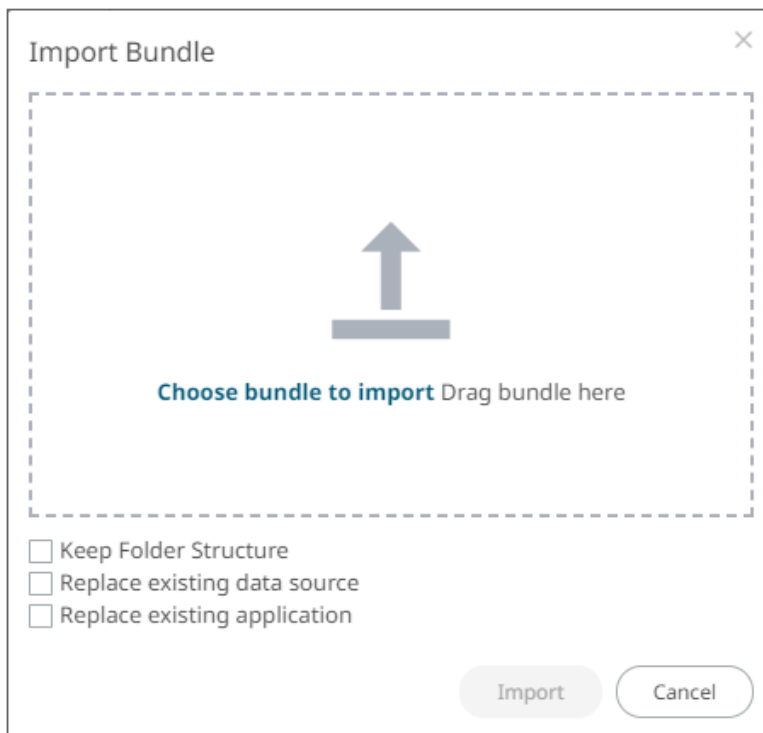 Import Bundle
Choose bundle to import Drag bundle here
Keep Folder Structure
Replace existing data source
Replace existing application
Import Cancel